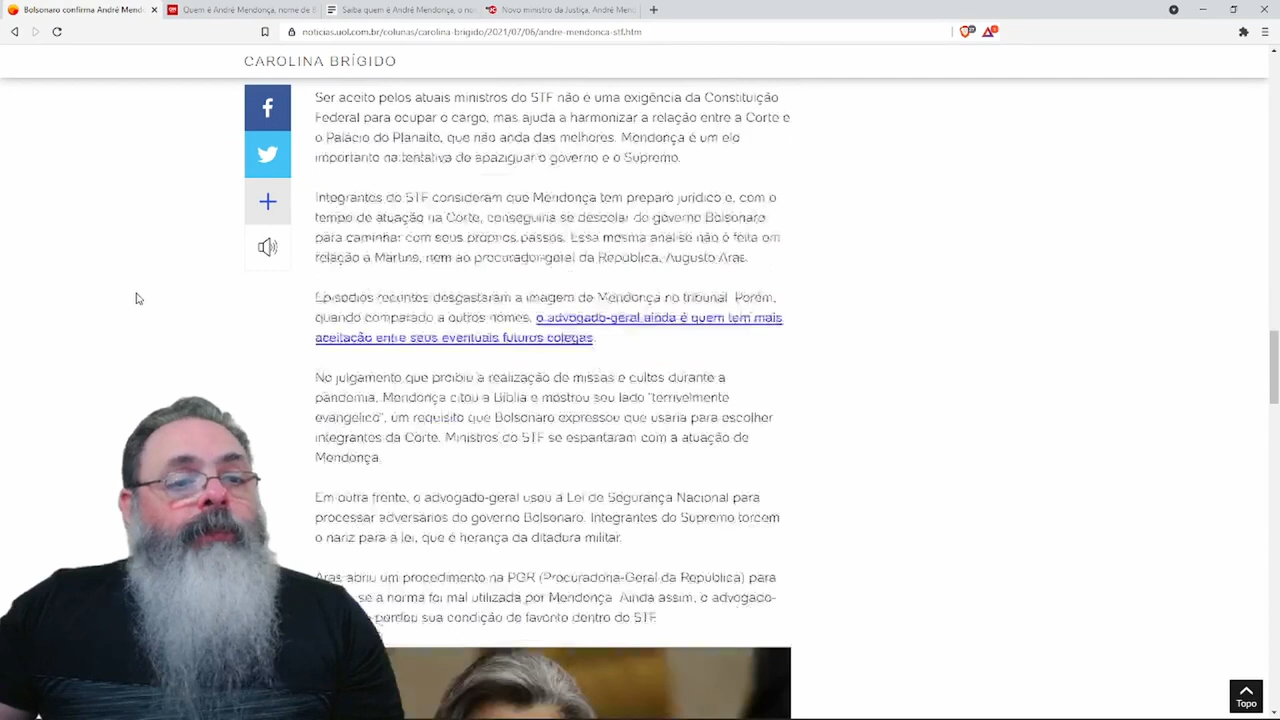 Bolsonaro confirma André Mend
Quem é André Mendonça, nome de B
Saiba quem é André Mendonça, o no
Novo ministro da Justiça, André Men
noticias.uol.com.br/colunas/carolina-brigido/2021/07/06/andre-mendonca-stf.htm
CAROLINA BRÍGIDO
Ser aceito pelos atuais ministros do STF não é uma exigência da Constituição
Federal para ocupar o cargo, mas ajuda a harmonizar a relação entre a Corte e
o Palácio do Planalto, que não anda das melhores. Mendonça é um elo
importante na tentativa de apaziguar o governo e o Supremo.
Integrantes do STF consideram que Mendonça tem preparo jurídico e, com o
tempo de atuação na Corte, conseguiria se descolar do governo Bolsonaro
para caminhar com seus próprios passos. Essa mesma análise não é feita em
relação a Martins, nem ao procurador-geral da República, Augusto Aras.
Episódios recentes desgastaram a imagem de Mendonça no tribunal. Porém,
quando comparado a outros nomes, o advogado-geral ainda é quem tem mais
aceitação entre seus eventuais futuros colegas.
No julgamento que proibiu a realização de missas e cultos durante a
pandemia, Mendonça citou a Bíblia e mostrou seu lado "terrivelmente
evangélico", um requisito que Bolsonaro expressou que usaria para escolher
integrantes da Corte. Ministros do STF se espantaram com a atuação de
Mendonça.
Em outra frente, o advogado-geral usou a Lei de Segurança Nacional para
processar adversários do governo Bolsonaro. Integrantes do Supremo torcem
o nariz para a lei, que é herança da ditadura militar.
Aras abriu um procedimento na PGR (Procuradoria-Geral da República) para
se a norma foi mal utilizada por Mendonça. Ainda assim, o advogado-
perdeu sua condição de favorito dentro do STF.
Topo